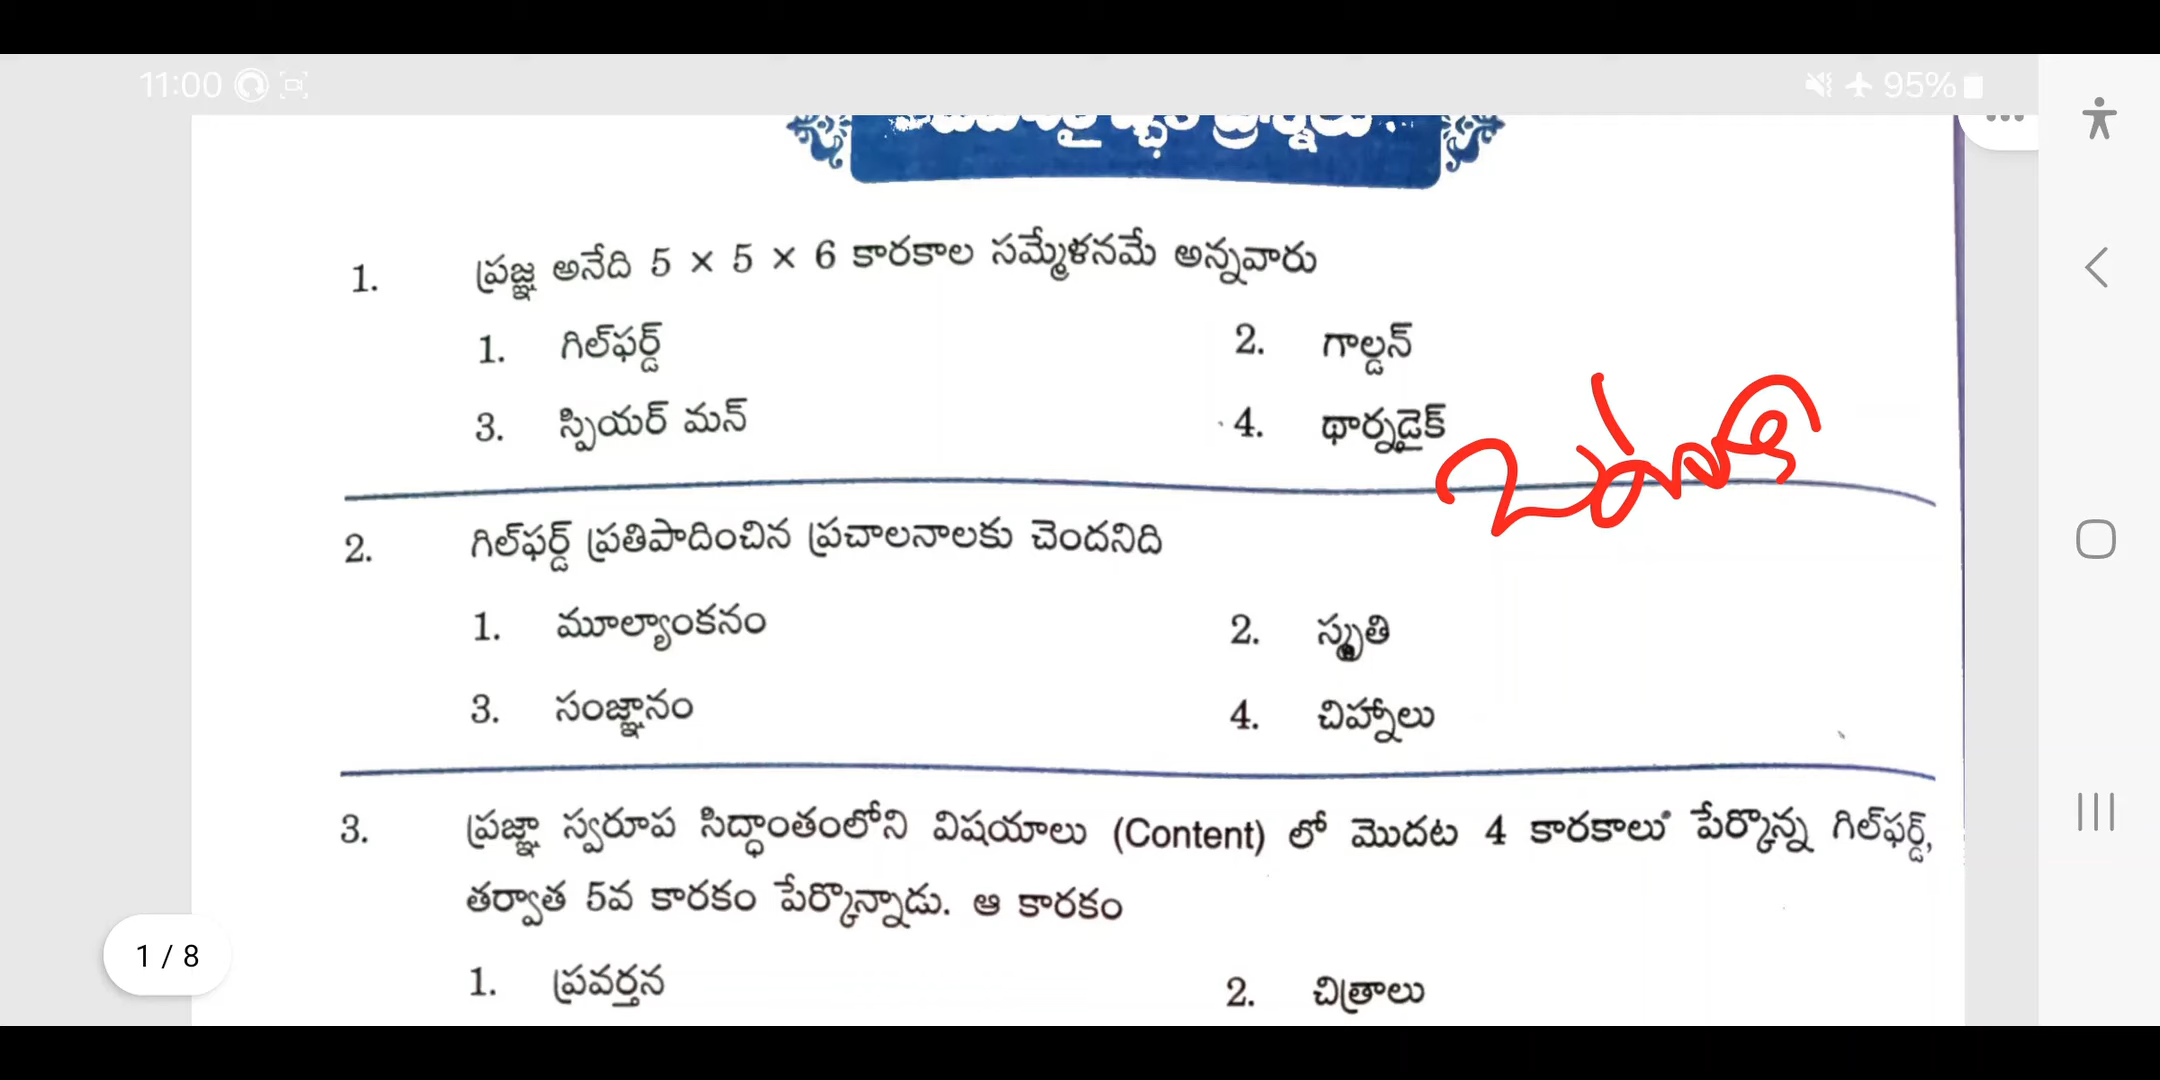 11:00
95%
1. ప్రజ్ఞ అనేది 5 × 5 × 6 కారకాల సమ్మేళనమే అన్నవారు
1. గిల్‌ఫర్డ్ 2. గాల్డన్
3. స్పియర్ మన్ 4. థార్నడైక్
2. గిల్‌ఫర్డ్ ప్రతిపాదించిన ప్రచాలనాలకు చెందనిది
1. మూల్యాంకనం 2. స్మృతి
3. సంజ్ఞానం 4. చిహ్నాలు
3. ప్రజ్ఞా స్వరూప సిద్ధాంతంలోని విషయాలు (Content) లో మొదట 4 కారకాలు పేర్కొన్న గిల్‌ఫర్డ్,
తర్వాత 5వ కారకం పేర్కొన్నాడు. ఆ కారకం
1. ప్రవర్తన 2. చిత్రాలు
1 / 8